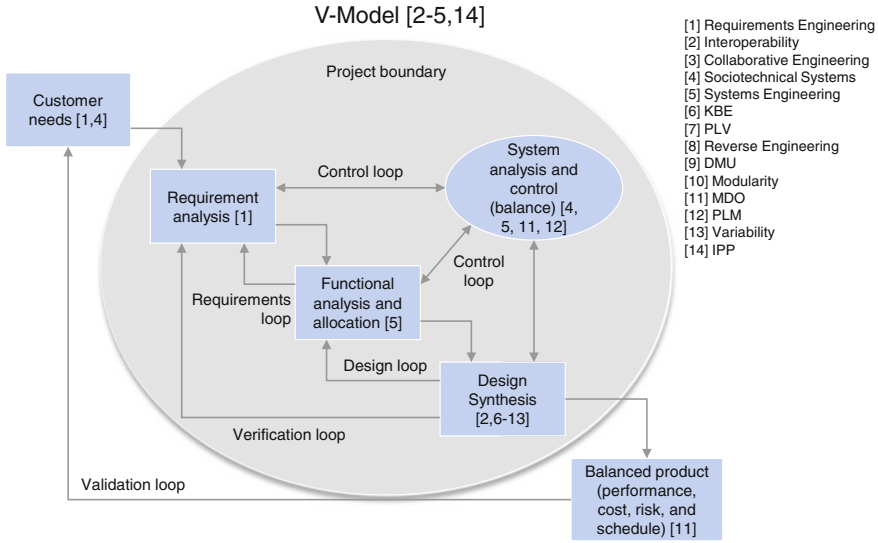 V-Model [2-5,14]
Project boundary
Customer
needs [1,4]
Requirement
analysis [1]
Control loop
System
analysis and
control
(balance) [4,
5, 11, 12]
Control
loop
Requirements
loop
Functional
analysis and
allocation [5]
Design loop
Design
Synthesis
[2,6-13]
Verification loop
Validation loop
Balanced product
(performance,
cost, risk, and
schedule) [11]
[1] Requirements Engineering
[2] Interoperability
[3] Collaborative Engineering
[4] Sociotechnical Systems
[5] Systems Engineering
[6] KBE
[7] PLV
[8] Reverse Engineering
[9] DMU
[10] Modularity
[11] MDO
[12] PLM
[13] Variability
[14] IPP